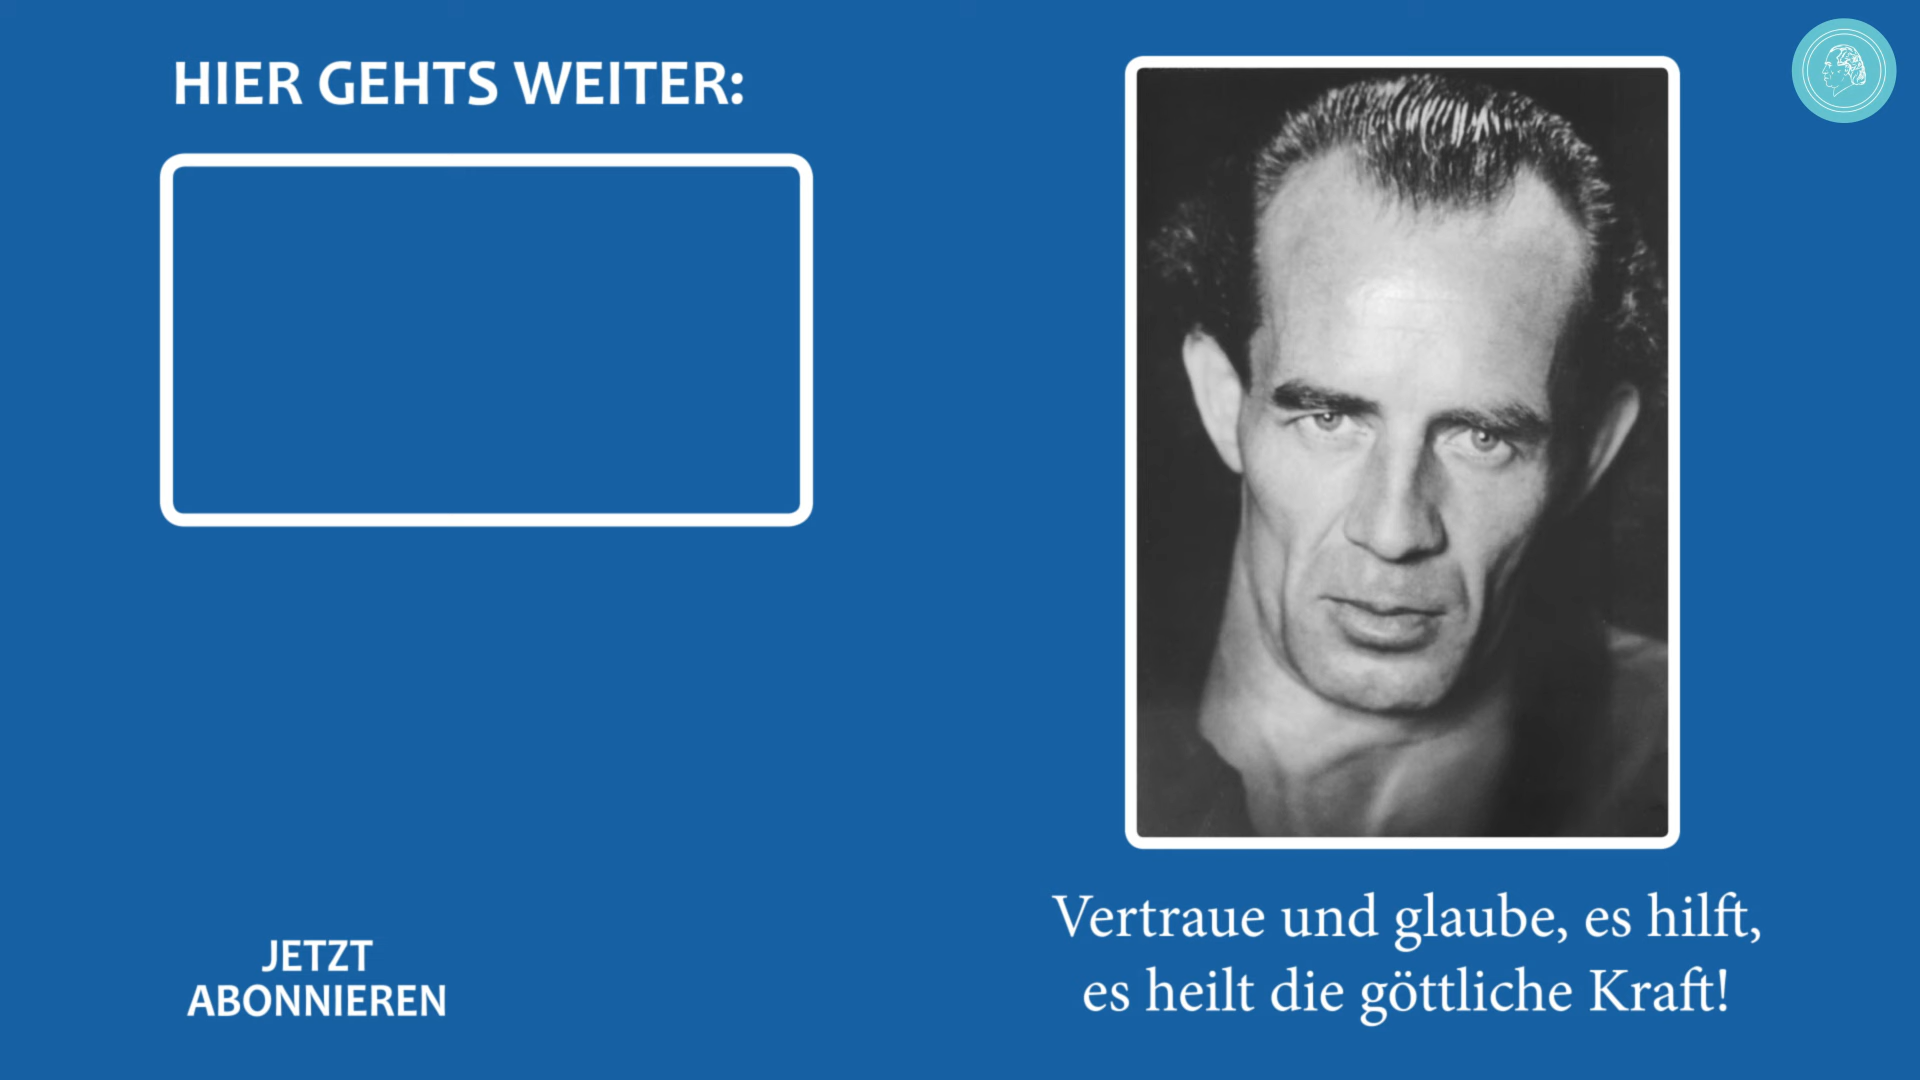 HIER GEHTS WEITER:
JETZT
ABONNIEREN
Vertraue und glaube, es hilft,
es heilt die göttliche Kraft!